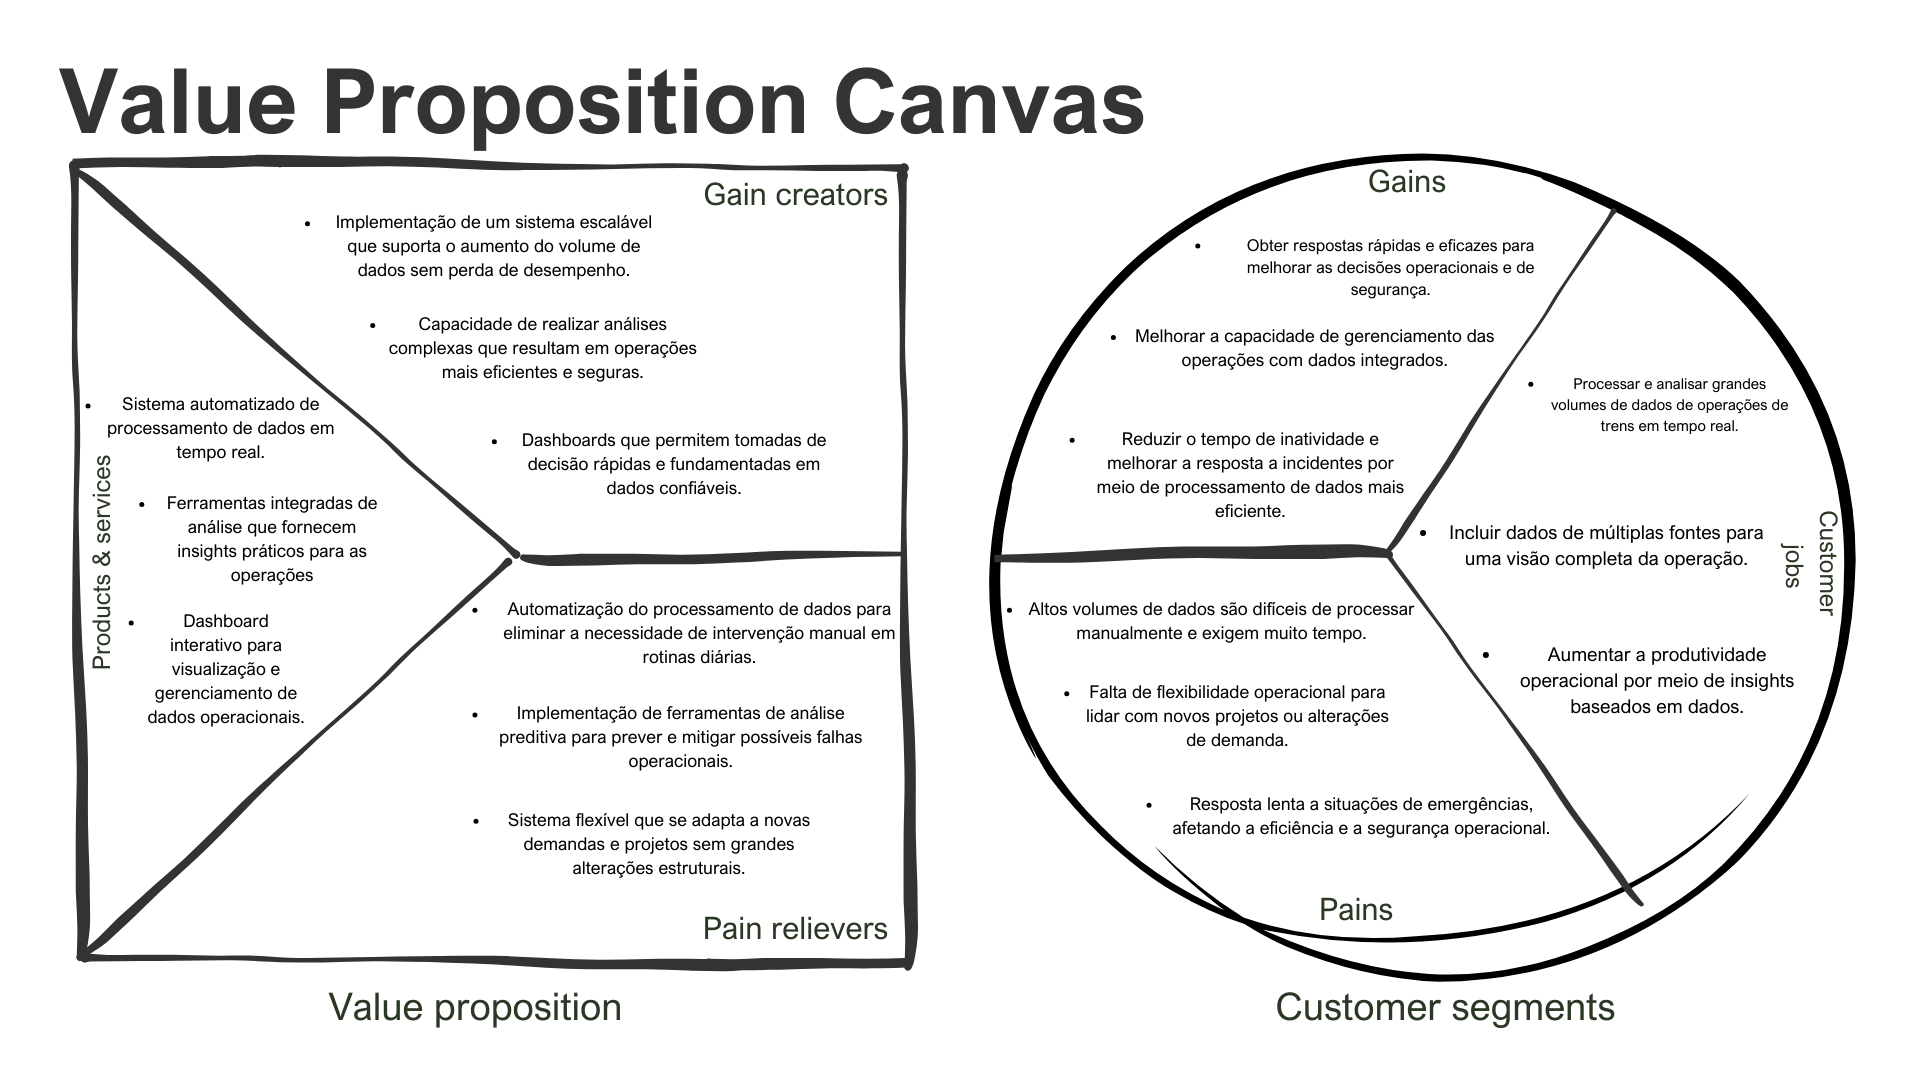 Value Proposition Canvas
Gain creators
• Implementação de um sistema escalável
que suporta o aumento do volume de
dados sem perda de desempenho.
• Capacidade de realizar análises
complexas que resultam em operações
mais eficientes e seguras.
• Dashboards que permitem tomadas de
decisão rápidas e fundamentadas em
dados confiáveis.
Products & services
• Sistema automatizado de
processamento de dados em
tempo real.
• Ferramentas integradas de
análise que fornecem
insights práticos para as
operações
• Dashboard
interativo para
visualização e
gerenciamento de
dados operacionais.
• Automatização do processamento de dados para
eliminar a necessidade de intervenção manual em
rotinas diárias.
• Implementação de ferramentas de análise
preditiva para prever e mitigar possíveis falhas
operacionais.
• Sistema flexível que se adapta a novas
demandas e projetos sem grandes
alterações estruturais.
Pain relievers
Value proposition
Gains
• Obter respostas rápidas e eficazes para
melhorar as decisões operacionais e de
segurança.
• Melhorar a capacidade de gerenciamento das
operações com dados integrados.
• Reduzir o tempo de inatividade e
melhorar a resposta a incidentes por
meio de processamento de dados mais
eficiente.
• Processar e analisar grandes
volumes de dados de operações de
trens em tempo real.
• Incluir dados de múltiplas fontes para
uma visão completa da operação.
• Aumentar a produtividade
operacional por meio de insights
baseados em dados.
Customer
jobs
• Altos volumes de dados são difíceis de processar
manualmente e exigem muito tempo.
• Falta de flexibilidade operacional para
lidar com novos projetos ou alterações
de demanda.
• Resposta lenta a situações de emergências,
afetando a eficiência e a segurança operacional.
Pains
Customer segments